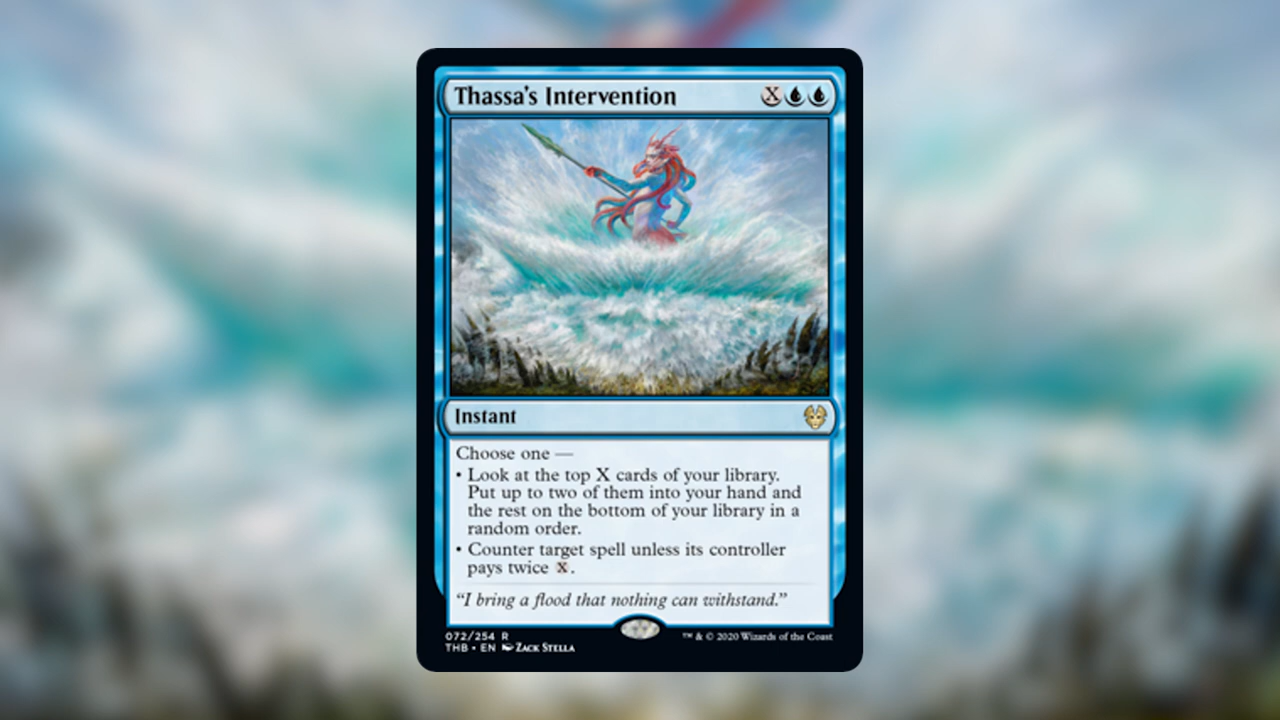 Thassa's Intervention X
Instant
Choose one —
• Look at the top X cards of your library.
Put up to two of them into your hand and
the rest on the bottom of your library in a
random order.
• Counter target spell unless its controller
pays twice X.
“I bring a flood that nothing can withstand.”
072/254 R
™ & © 2020 Wizards of the Coast
THB • EN Zack Stella